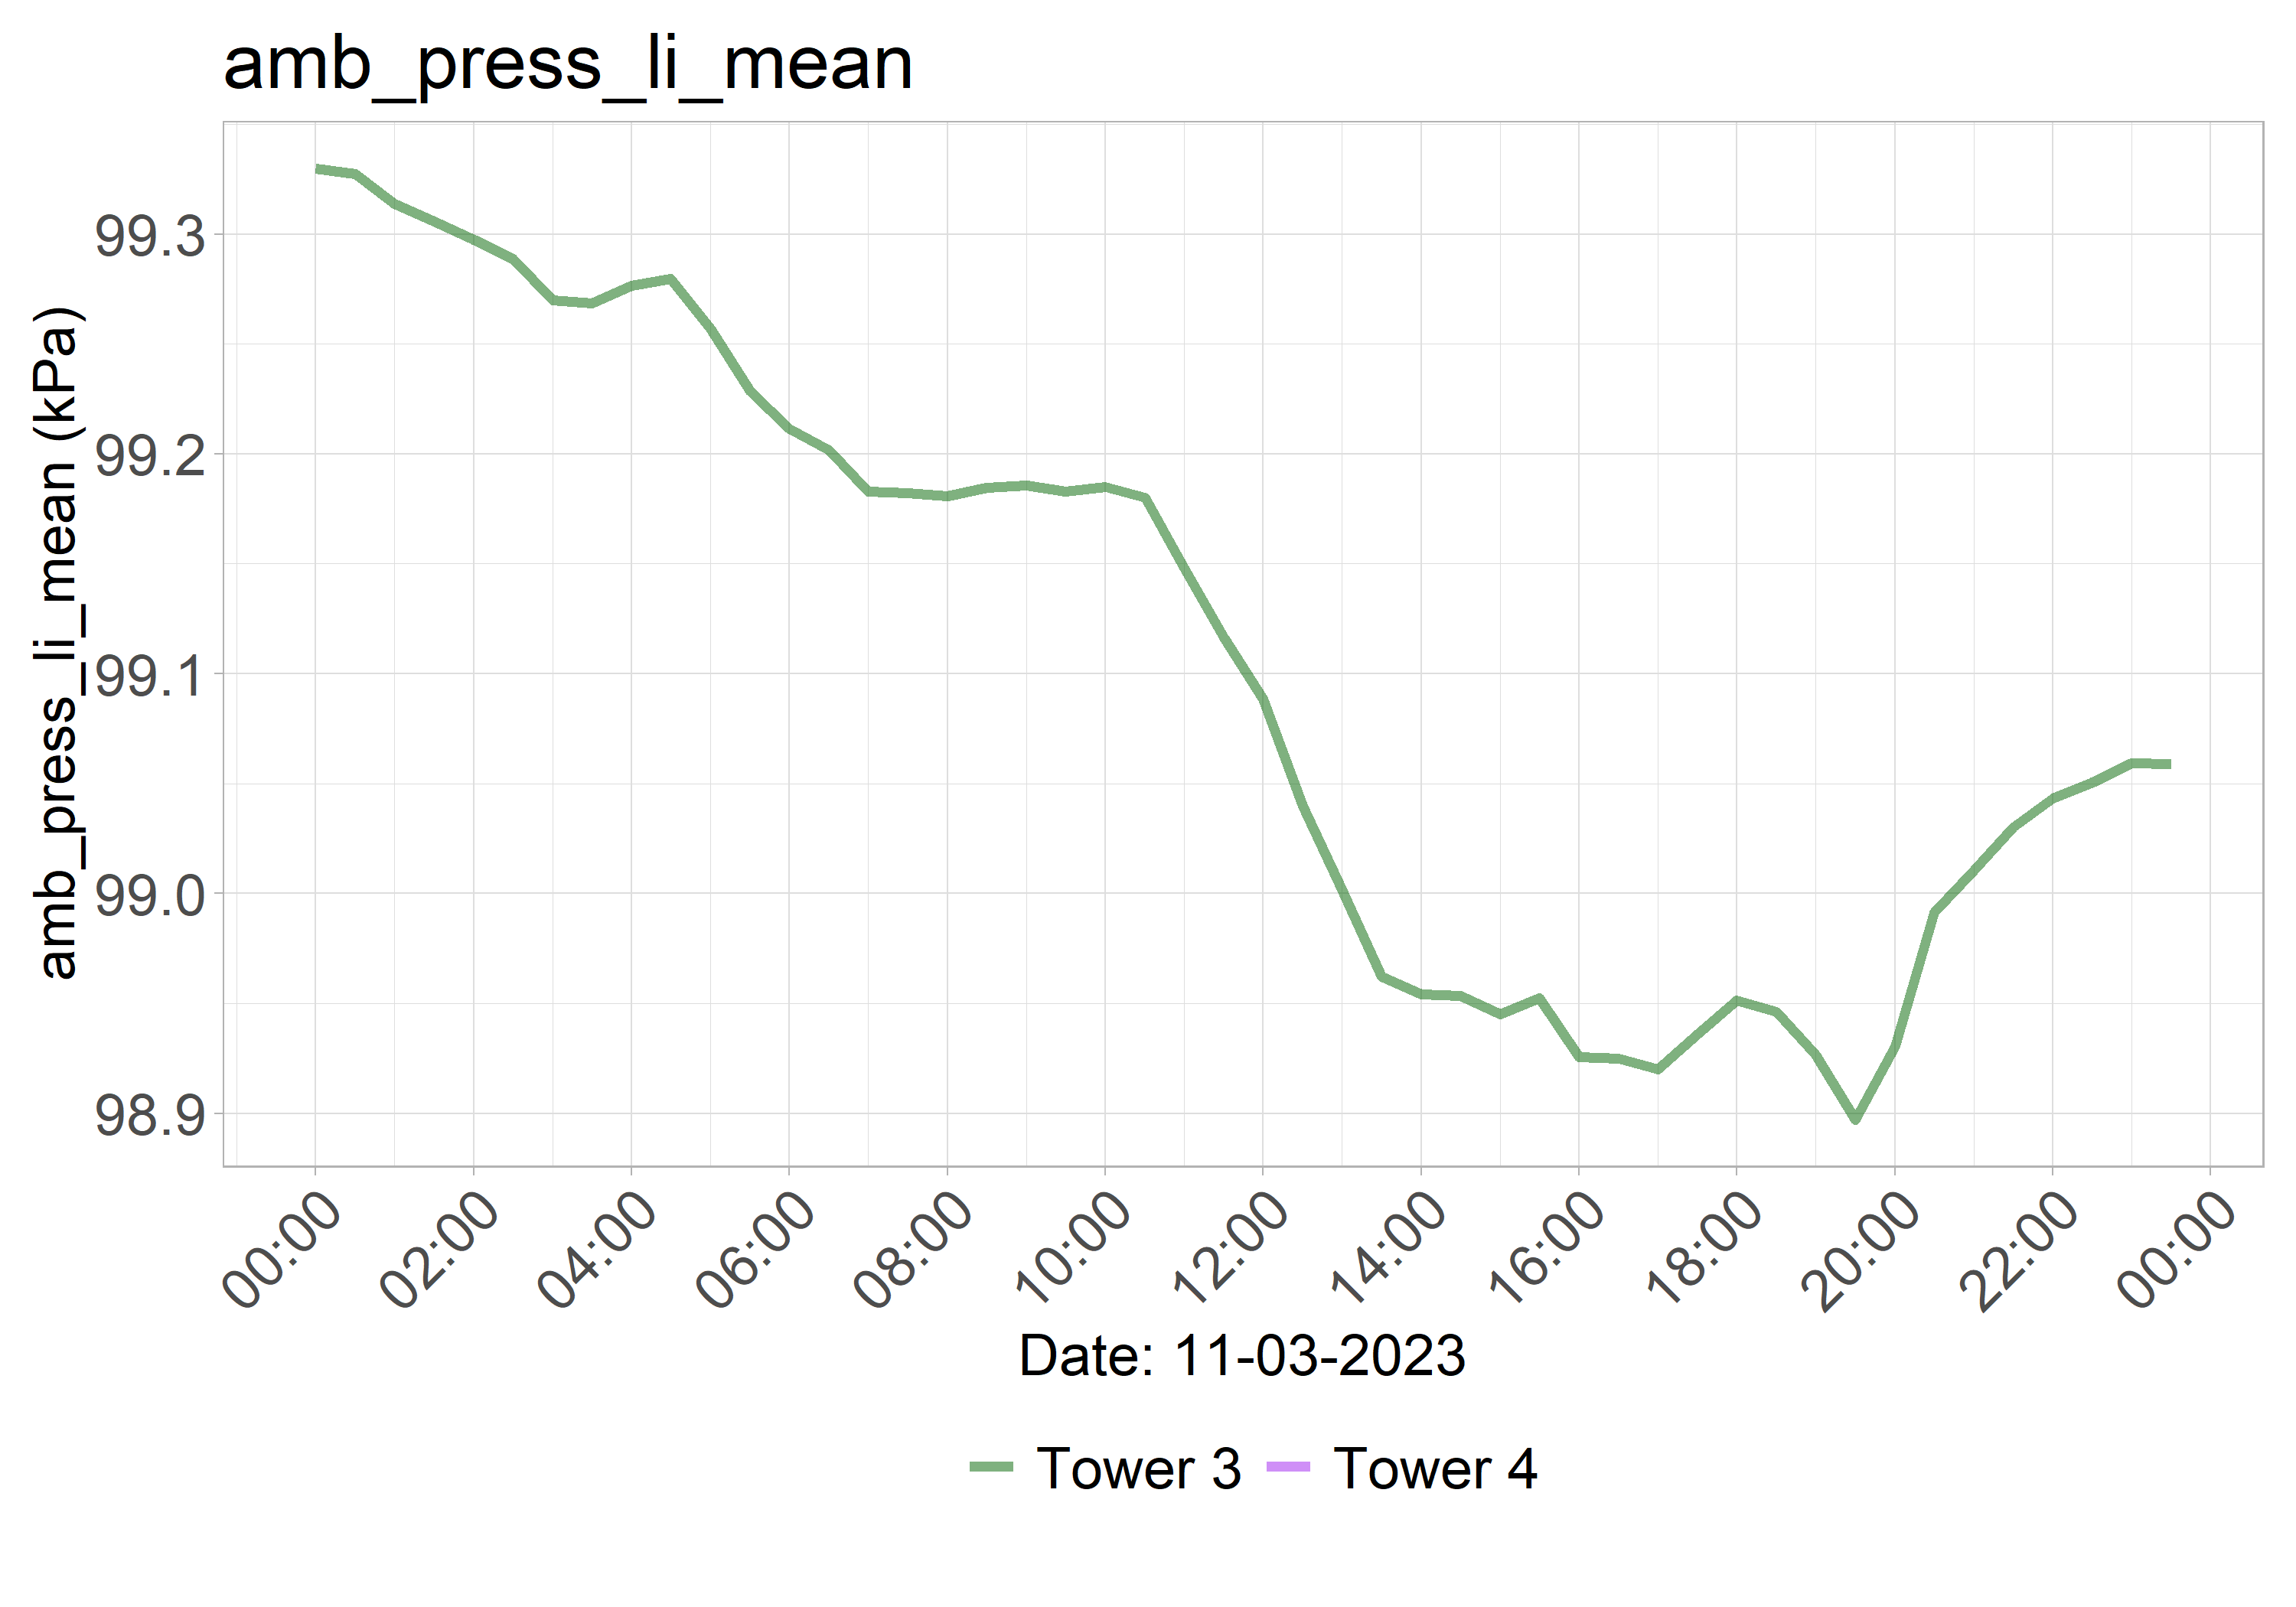 amb_press_li_mean
amb_press_li_mean (kPa)
99.3
99.2
99.1
99.0
98.9
00:00 02:00 04:00 06:00 08:00 10:00 12:00 14:00 16:00 18:00 20:00 22:00 00:00
Date: 11-03-2023
Tower 3 Tower 4